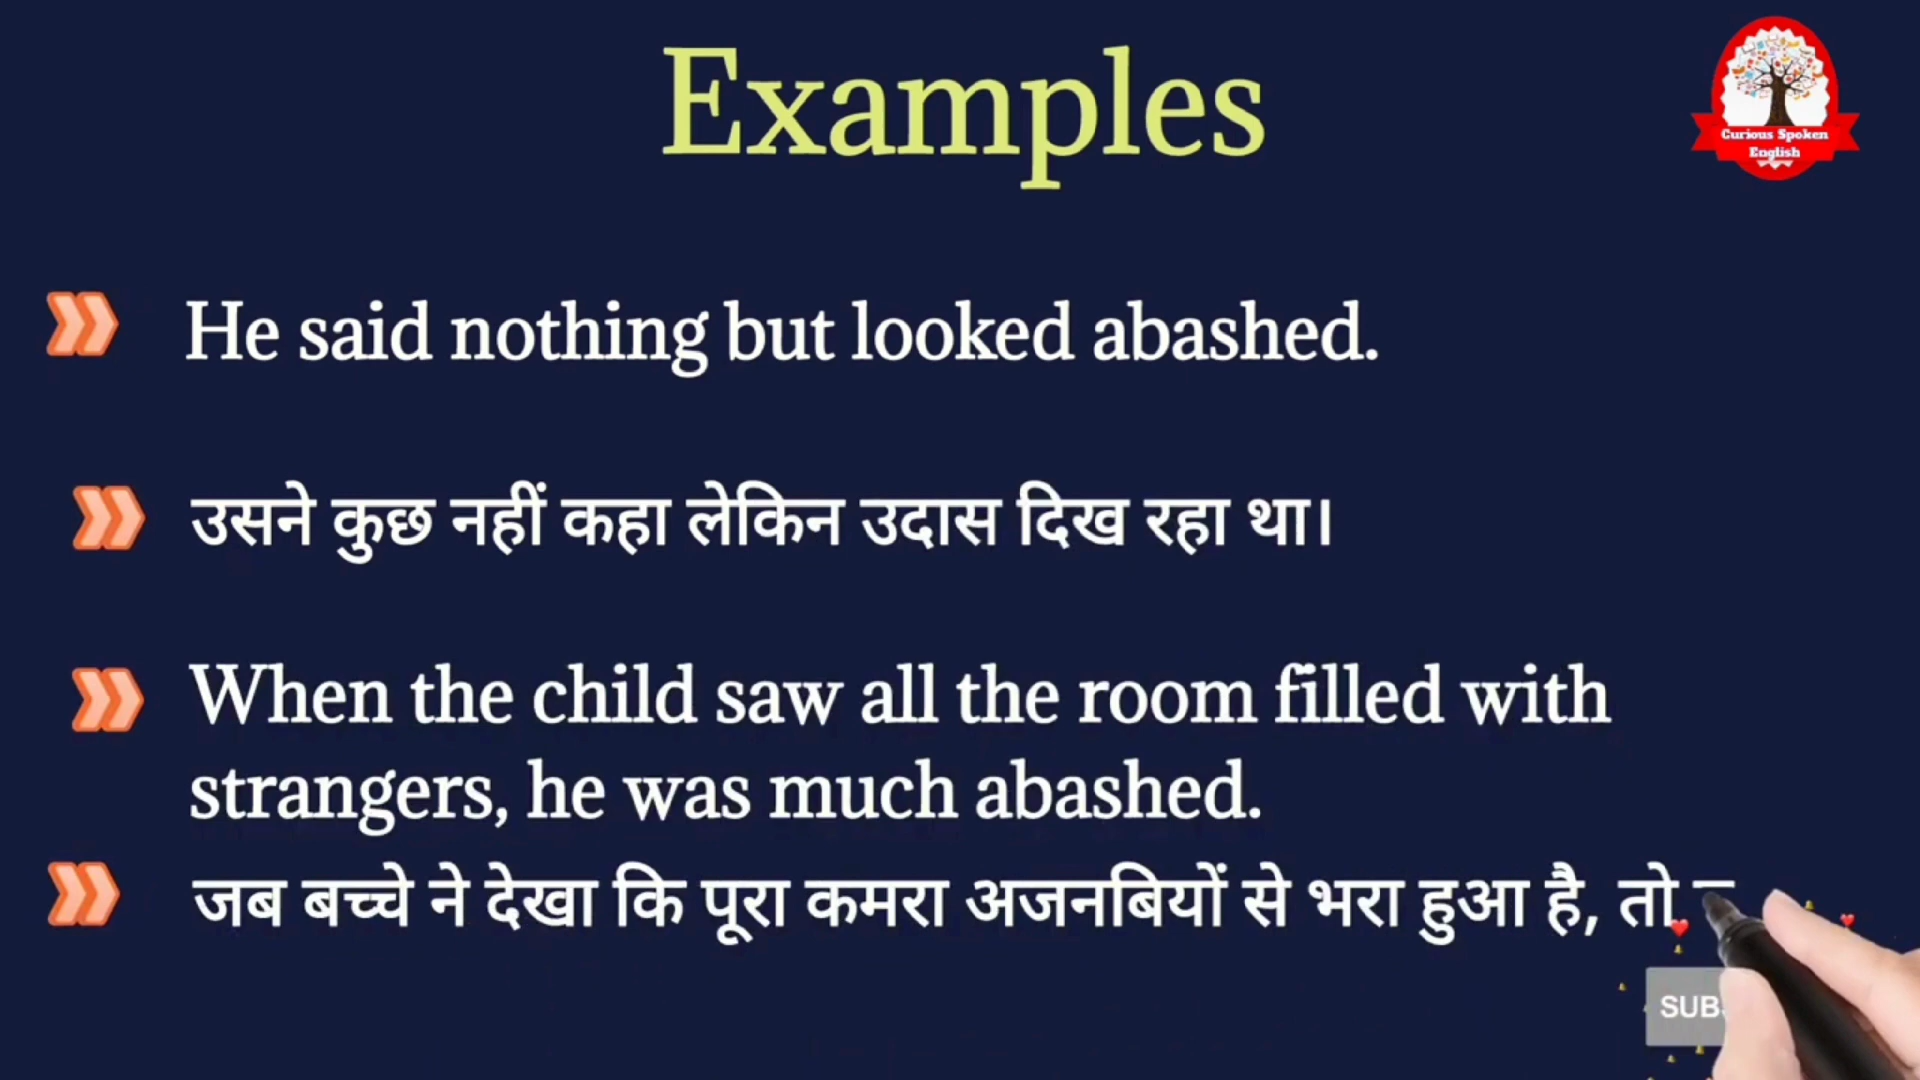 Examples
Curious Spoken
English
He said nothing but looked abashed.
उसने कुछ नहीं कहा लेकिन उदास दिख रहा था।
When the child saw all the room filled with
strangers, he was much abashed.
जब बच्चे ने देखा कि पूरा कमरा अजनबियों से भरा हुआ है, तो